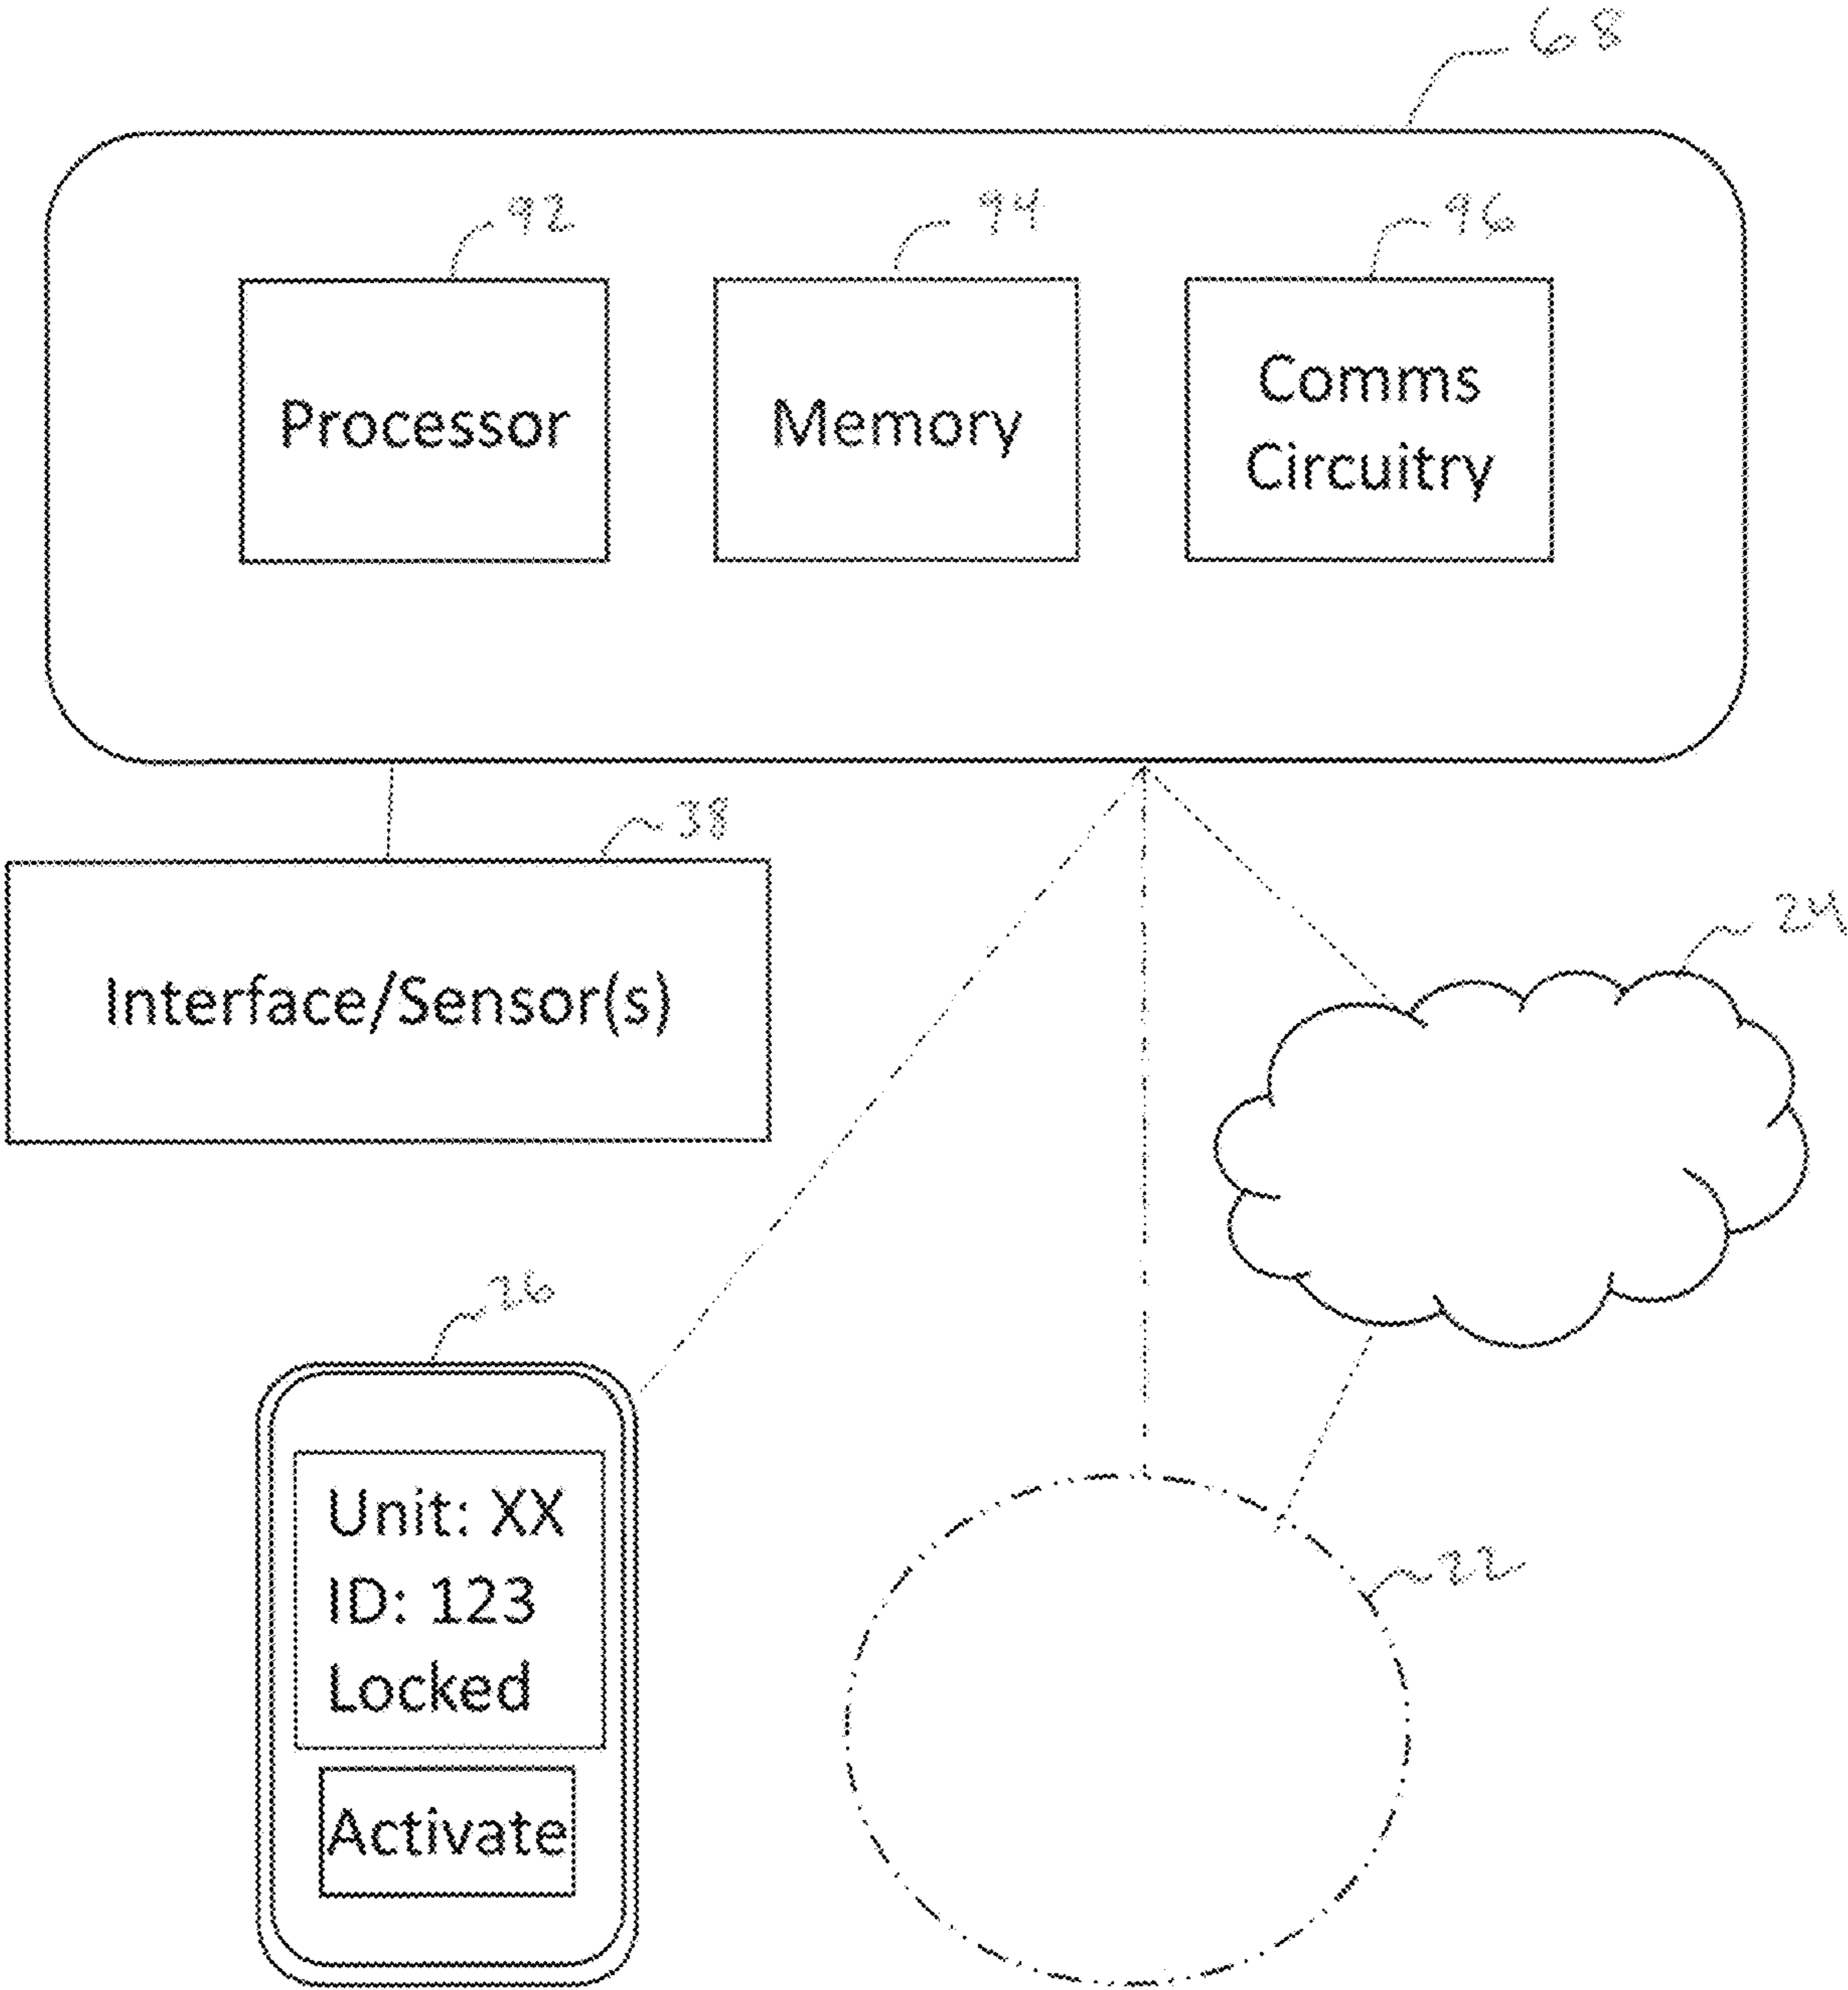 68
92
94
96
Processor
Memory
Comms
Circuitry
38
Interface/Sensor(s)
24
26
Unit: XX
ID: 123
Locked
Activate
22